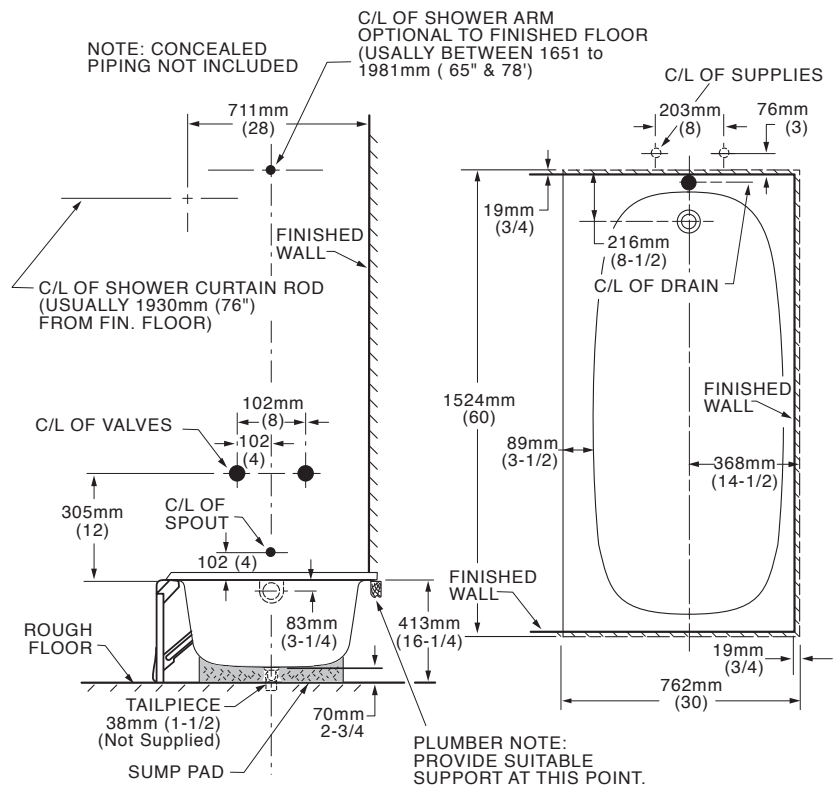 NOTE: CONCEALED
PIPING NOT INCLUDED
C/L OF SHOWER ARM
OPTIONAL TO FINISHED FLOOR
(USALLY BETWEEN 1651 to
1981mm ( 65" & 78')
711mm
(28)
FINISHED
WALL
C/L OF SHOWER CURTAIN ROD
(USUALLY 1930mm (76")
FROM FIN. FLOOR)
102mm
(8)
C/L OF VALVES
102
(4)
305mm
(12)
C/L OF
SPOUT
102 (4)
83mm
(3-1/4)
413mm
(16-1/4)
ROUGH
FLOOR
TAILPIECE
38mm (1-1/2)
(Not Supplied)
70mm
2-3/4
SUMP PAD
PLUMBER NOTE:
PROVIDE SUITABLE
SUPPORT AT THIS POINT.
C/L OF SUPPLIES
203mm
(8)
76mm
(3)
19mm
(3/4)
216mm
(8-1/2)
C/L OF DRAIN
1524mm
(60)
FINISHED
WALL
89mm
(3-1/2)
368mm
(14-1/2)
FINISHED
WALL
19mm
(3/4)
762mm
(30)